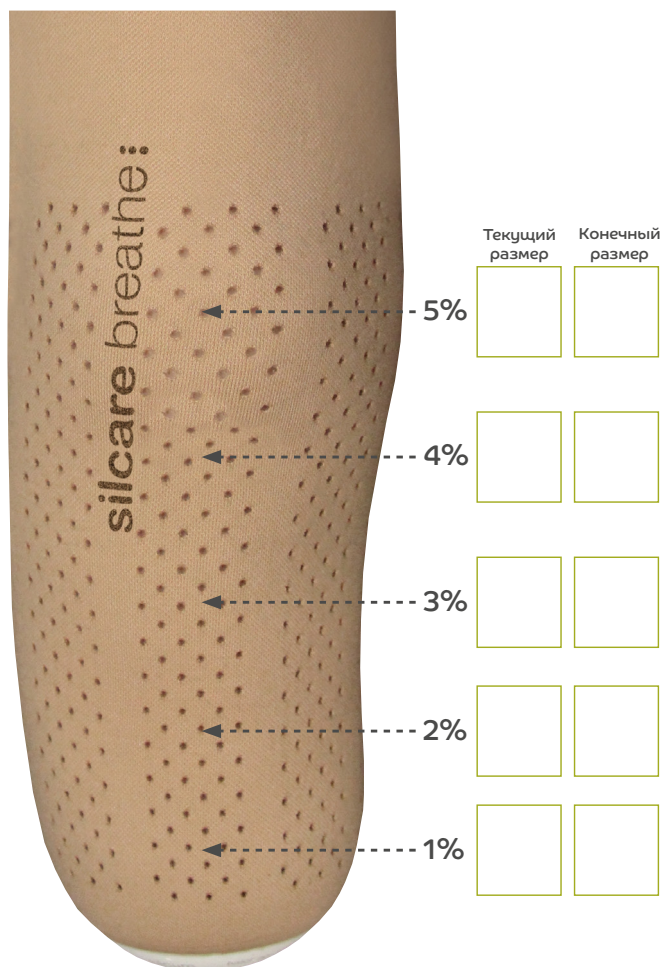 silcare breathe
Текущий размер
Конечный размер
5%
4%
3%
2%
1%